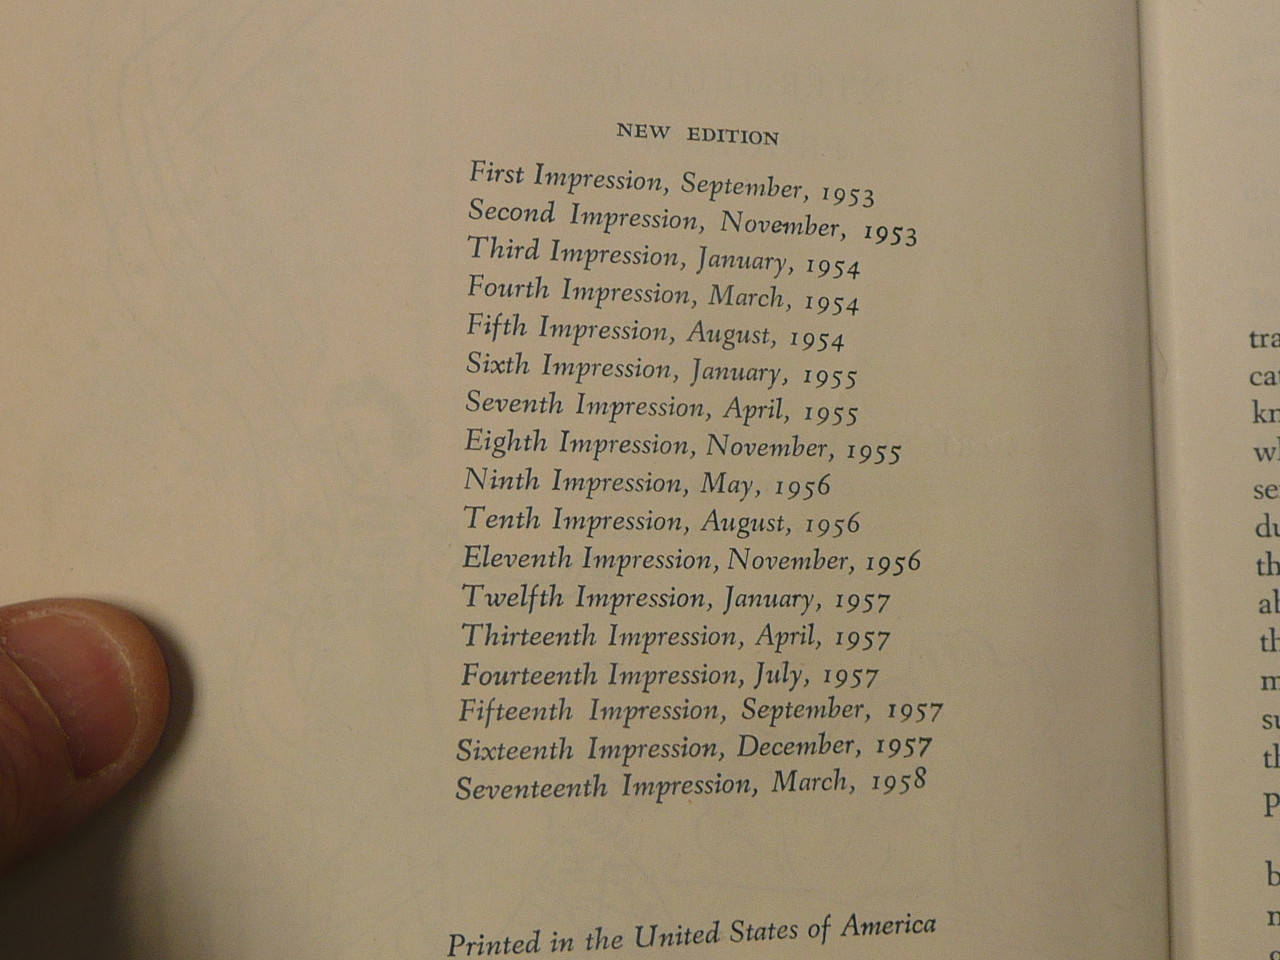 NEW EDITION
First Impression, September, 1953
Second Impression, November, 1953
Third Impression, January, 1954
Fourth Impression, March, 1954
Fifth Impression, August, 1954
Sixth Impression, January, 1955
Seventh Impression, April, 1955
Eighth Impression, November, 1955
Ninth Impression, May, 1956
Tenth Impression, August, 1956
Eleventh Impression, November, 1956
Twelfth Impression, January, 1957
Thirteenth Impression, April, 1957
Fourteenth Impression, July, 1957
Fifteenth Impression, September, 1957
Sixteenth Impression, December, 1957
Seventeenth Impression, March, 1958
Printed in the United States of America